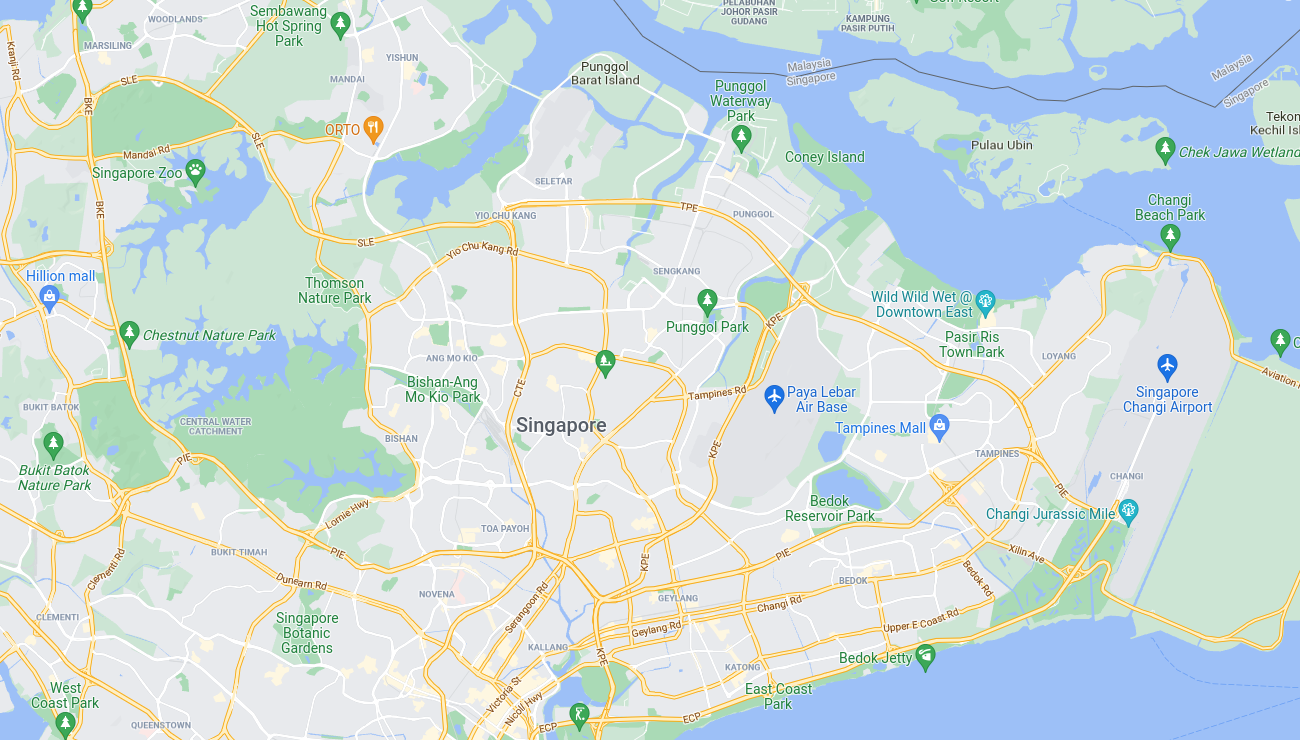 PELABUHAN
JOHOR PASIR
GUDANG
KAMPUNG
PASIR PUTIH
WOODLANDS
Sembawang
Hot Spring
Park
MARSILING
YISHUN
Kranji Rd
SLE
MANDAI
Punggol
Barat Island
Malaysia
Singapore
Malaysia
Singapore
BKE
Punggol
Waterway
Park
ORTO
SLE
Mandai Rd
Singapore Zoo
Coney Island
Pulau Ubin
Kechil Isl
Chek Jawa Wetland
SELETAR
BKE
YIO CHU KANG
TPE
PUNGGOL
Changi
Beach Park
SLE
Yio Chu Kang Rd
SENGKANG
Hillion mall
Thomson
Nature Park
Wild Wild Wet @
Downtown East
Punggol Park
KPE
Chestnut Nature Park
Pasir Ris
Town Park
ANG MO KIO
LOYANG
Bishan-Ang
Mo Kio Park
CTE
Tampines Rd
Paya Lebar
Air Base
Singapore
Changi Airport
Aviation
BUKIT BATOK
CENTRAL WATER
CATCHMENT
Singapore
Tampines Mall
BISHAN
KPE
TAMPINES
PIE
Bukit Batok
Nature Park
CHANGI
PIE
Lornie Hwy
Bedok
Reservoir Park
Changi Jurassic Mile
TOA PAYOH
PIE
BUKIT TIMAH
PIE
Xilin Ave
Clementi Rd
KPE
Dunearn Rd
BEDOK
Bedok Rd
NOVENA
Serangoon Rd
GEYLANG
Changi Rd
CLEMENTI
Singapore
Botanic
Gardens
Geylang Rd
Upper E Coast Rd
KALLANG
KPE
KATONG
Bedok Jetty
West
Coast Park
Victoria St
Nicoll Hwy
East Coast
Park
QUEENSTOWN
ECP
ECP